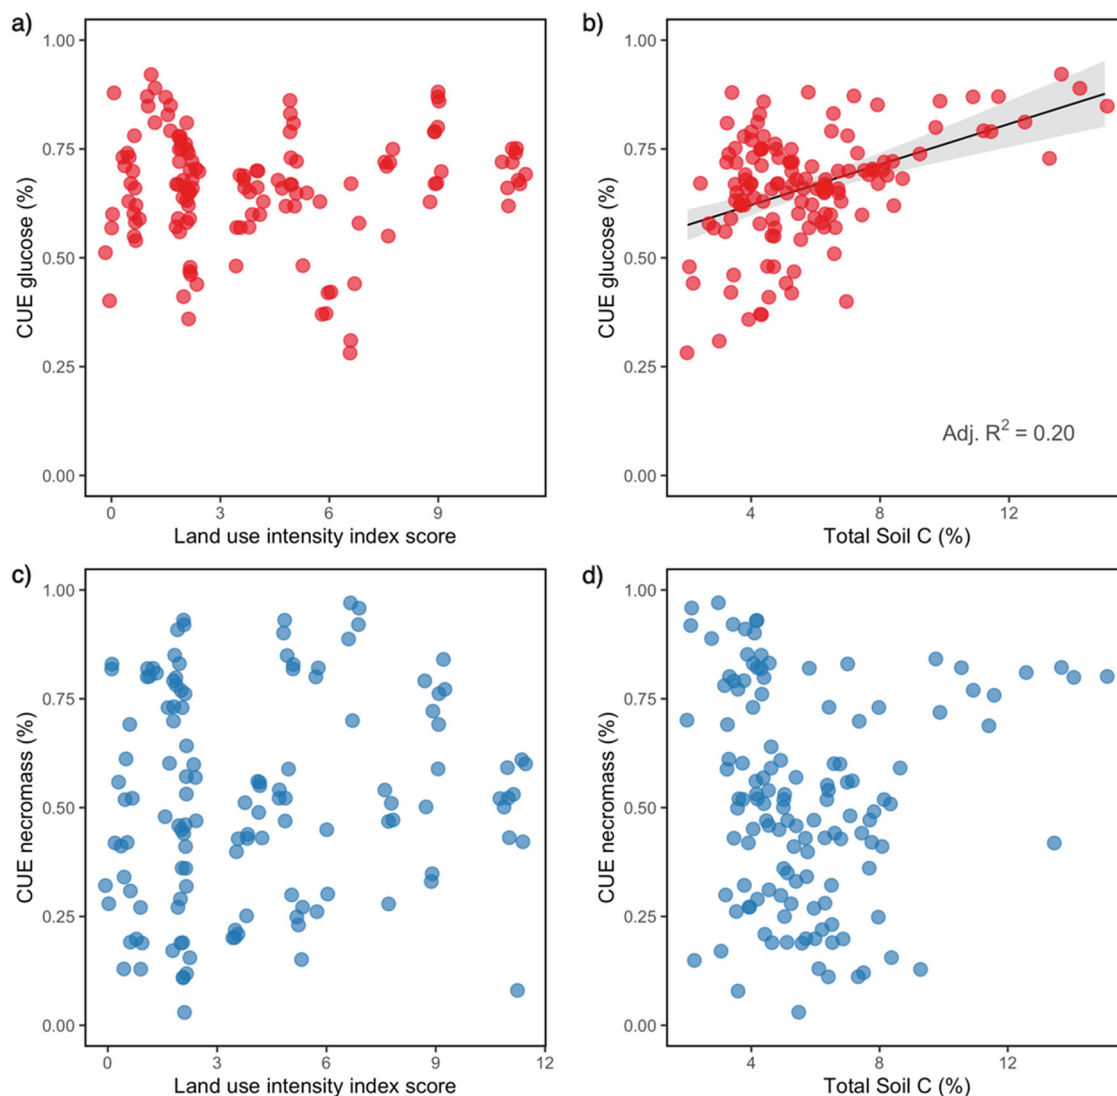 a)
b)
1.00
0.75
0.50
0.25
0.00
CUE glucose (%)
0 3 6 9
Land use intensity index score
1.00
0.75
0.50
0.25
0.00
CUE glucose (%)
Adj. R² = 0.20
4 8 12
Total Soil C (%)
c)
d)
1.00
0.75
0.50
0.25
0.00
CUE necromass (%)
0 3 6 9 12
Land use intensity index score
1.00
0.75
0.50
0.25
0.00
CUE necromass (%)
4 8 12
Total Soil C (%)